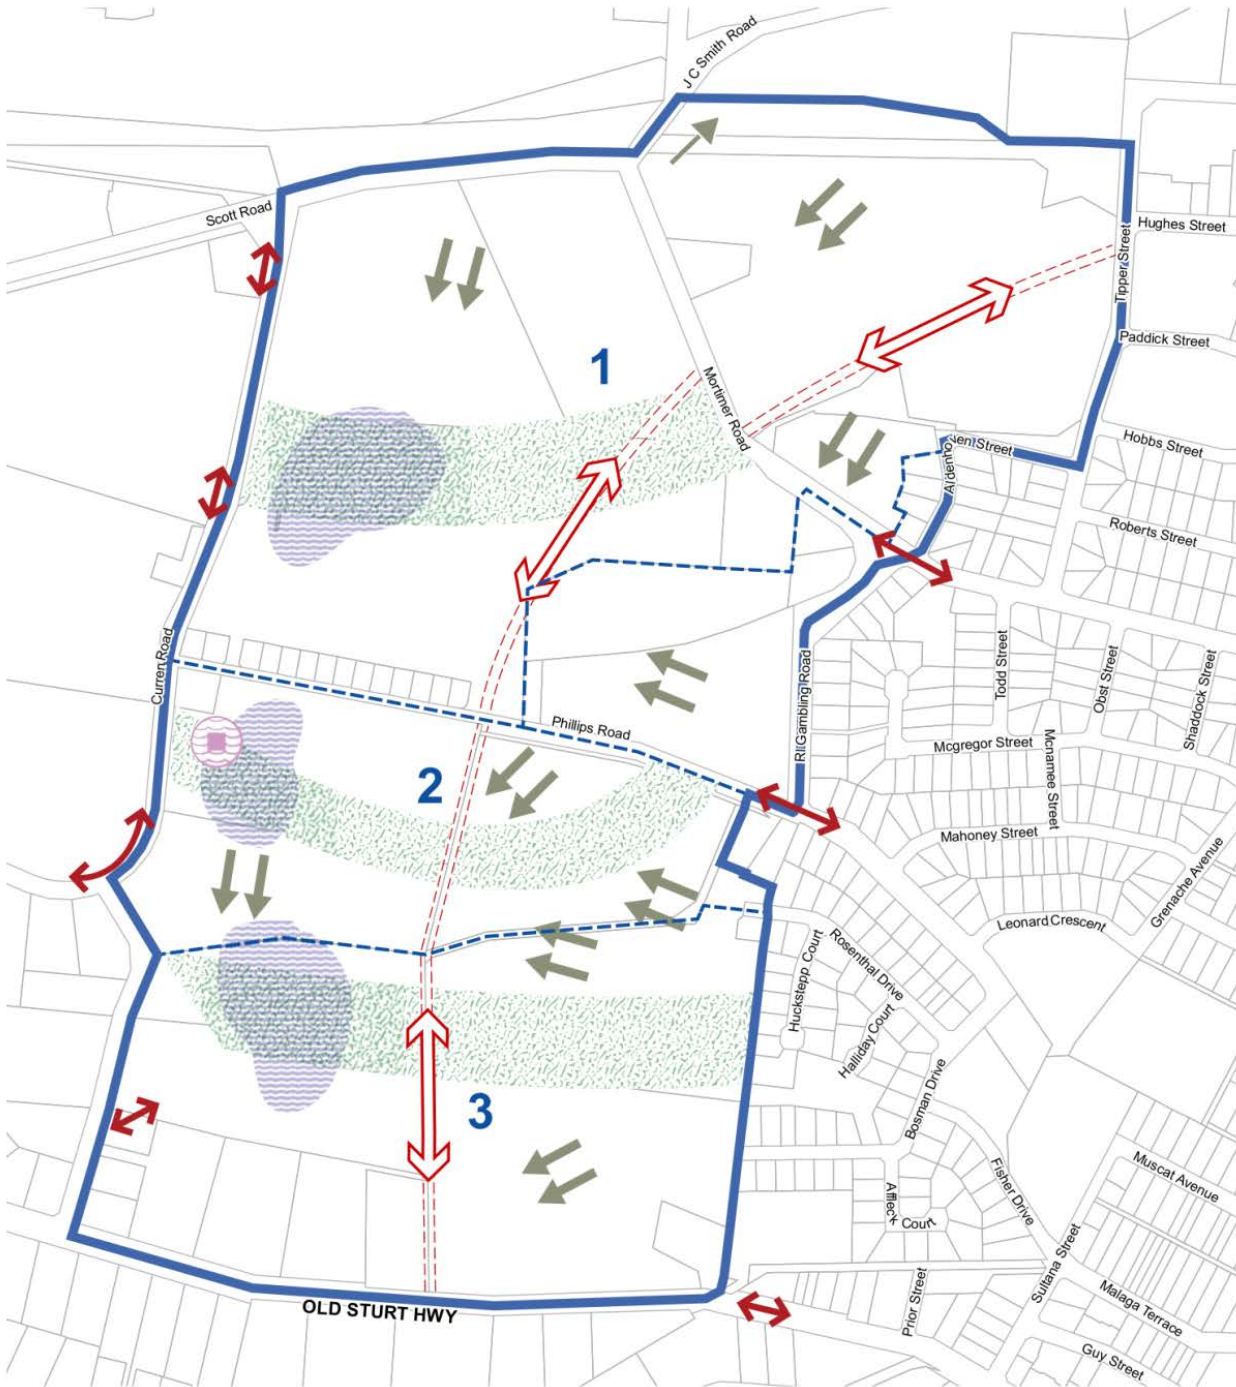 J C Smith Road
Scott Road
Hughes Street
Tipper Street
Paddick Street
1
Mortimer Road
Hobbs Street
Aldenho
en Street
Roberts Street
Curren Road
Todd Street
Obst Street
Shaddock Street
RI Gambling Road
Phillips Road
Mcgregor Street
Mcnamee Street
2
Mahoney Street
Grenache Avenue
Leonard Crescent
Huckstepp Court
Rosenthal Drive
Halliday Court
Bosman Drive
3
Fisher Drive
Muscat Avenue
Affleck Court
Sultana Street
Prior Street
Malaga Terrace
OLD STURT HWY
Guy Street